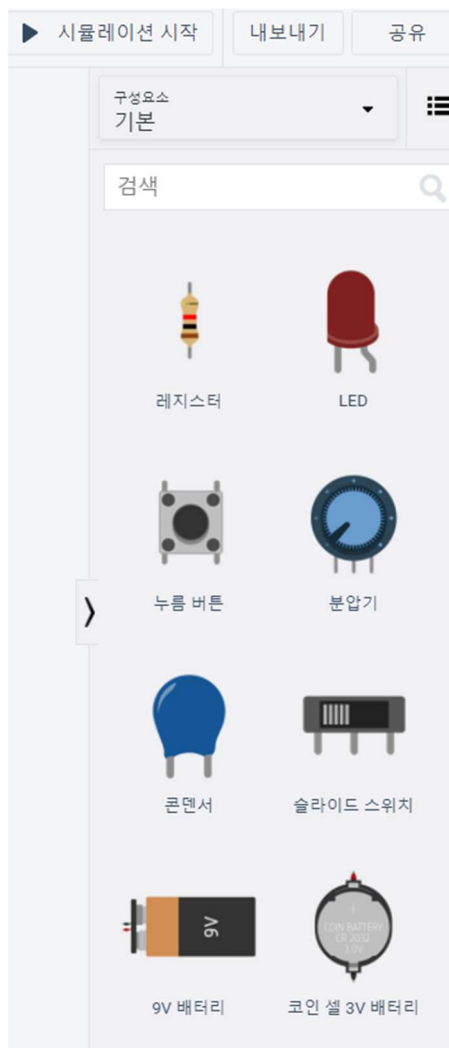 시뮬레이션 시작 내보내기 공유
구성요소
기본
검색
레지스터 LED
누름 버튼 분압기
콘덴서 슬라이드 스위치
9V
COIN BATTERY
CR 2032
3.0V
9V 배터리 코인 셀 3V 배터리